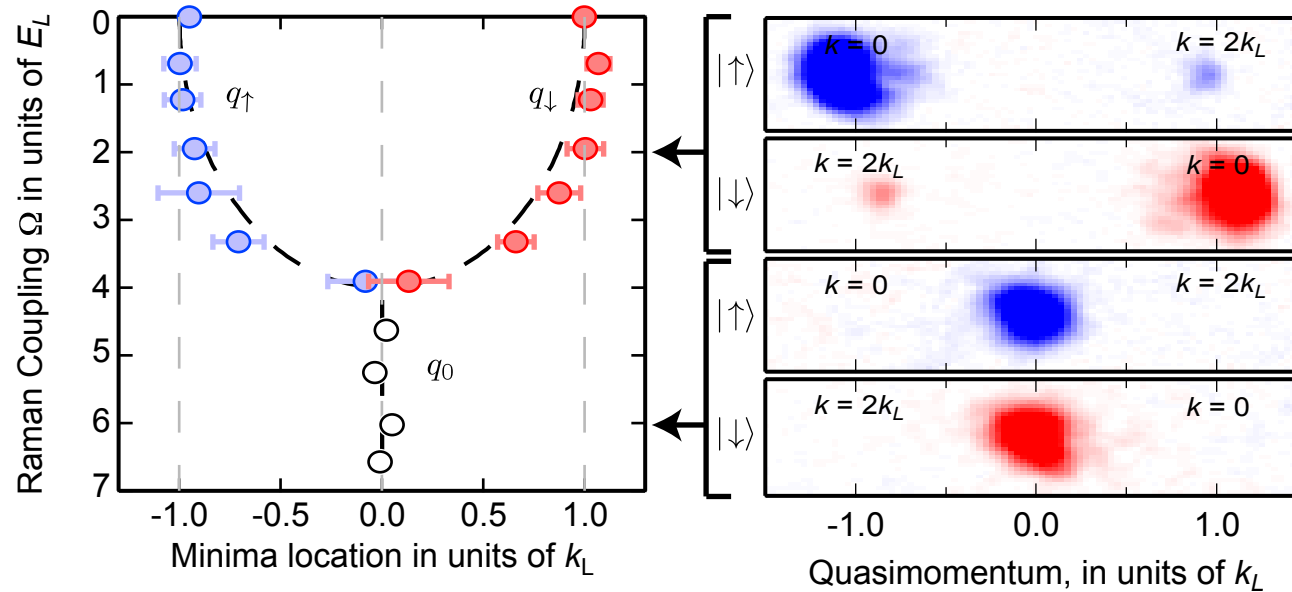 Raman Coupling Ω in units of E_L
0
1
2
3
4
5
6
7
q↑
q↓
q0
-1.0
-0.5
0.0
0.5
1.0
Minima location in units of k_L
|↑⟩
k = 0
k = 2k_L
|↓⟩
k = 2k_L
k = 0
|↑⟩
k = 0
k = 2k_L
|↓⟩
k = 2k_L
k = 0
-1.0
0.0
1.0
Quasimomentum, in units of k_L